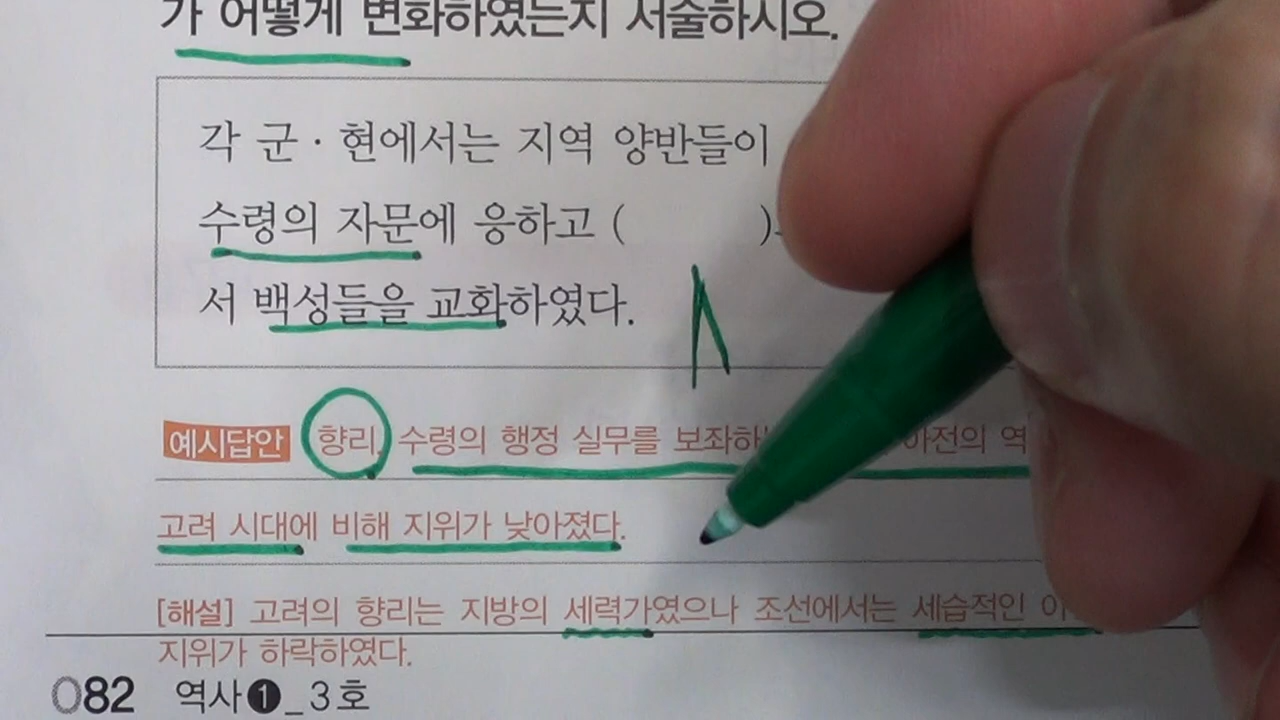 가 어떻게 변화하였는지 서술하시오.
각 군·현에서는 지역 양반들이
수령의 자문에 응하고 ( )
서 백성들을 교화하였다.
예시답안 향리, 수령의 행정 실무를 보좌하 아전의 역
고려 시대에 비해 지위가 낮아졌다.
[해설] 고려의 향리는 지방의 세력가였으나 조선에서는 세습적인
지위가 하락하였다.
082 역사❶_3호